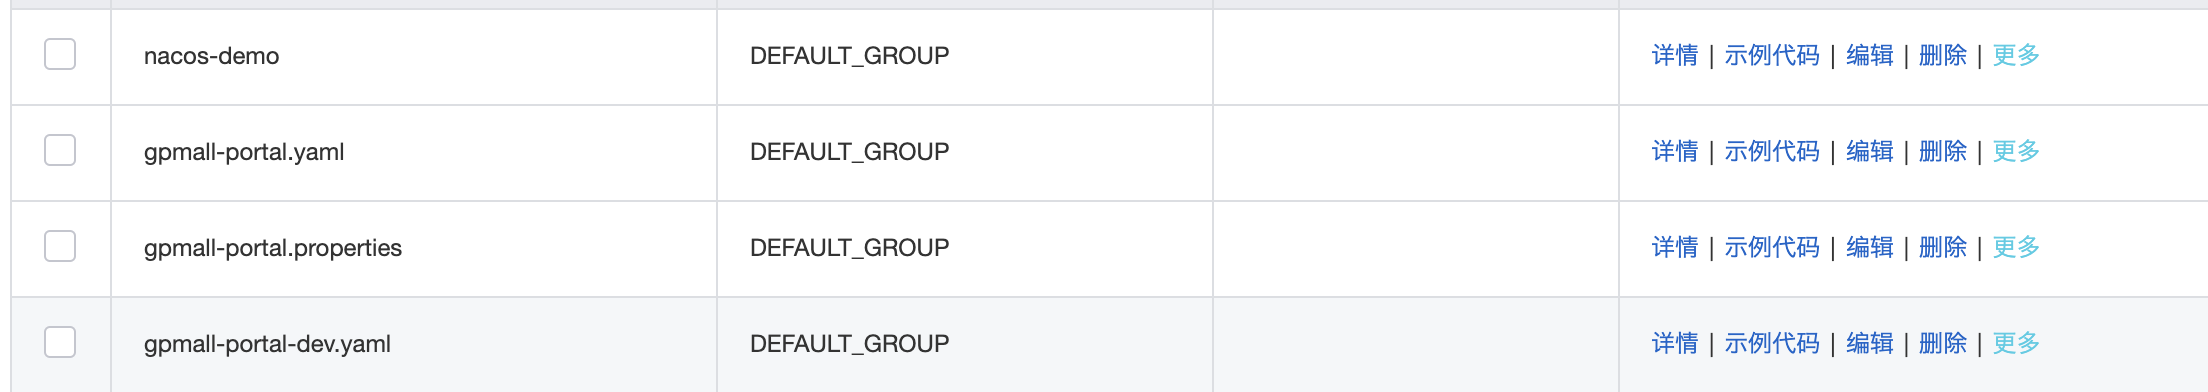 nacos-demo DEFAULT_GROUP 详情 | 示例代码 | 编辑 | 删除 | 更多
gpmall-portal.yaml DEFAULT_GROUP 详情 | 示例代码 | 编辑 | 删除 | 更多
gpmall-portal.properties DEFAULT_GROUP 详情 | 示例代码 | 编辑 | 删除 | 更多
gpmall-portal-dev.yaml DEFAULT_GROUP 详情 | 示例代码 | 编辑 | 删除 | 更多